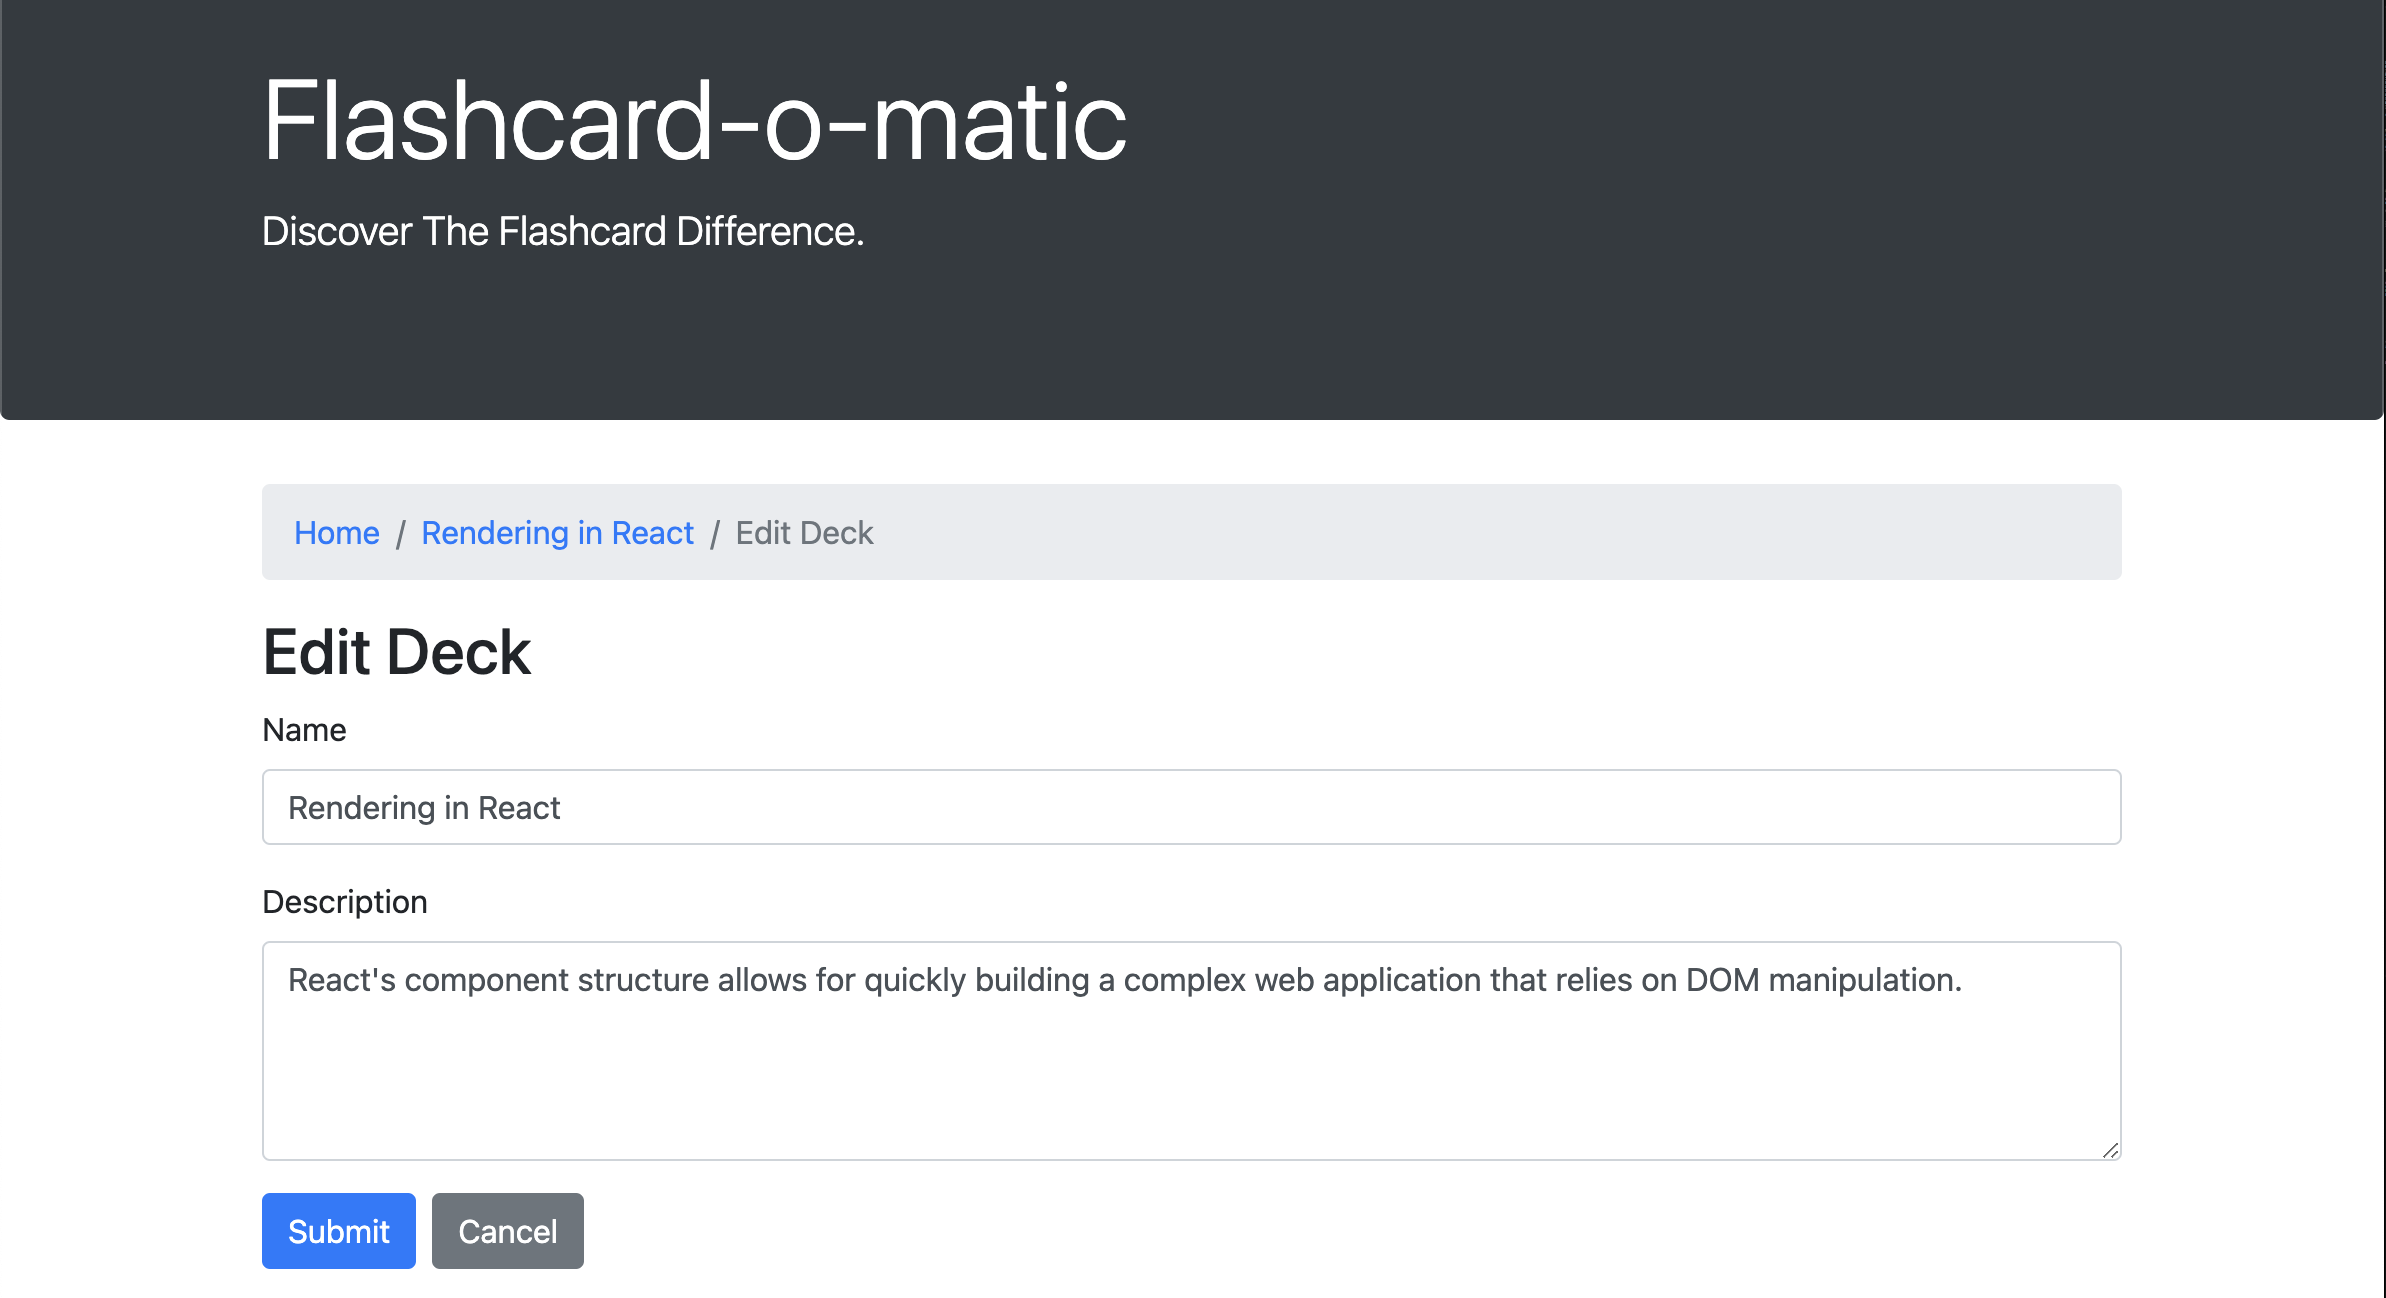 Flashcard-o-matic
Discover The Flashcard Difference.
Home / Rendering in React / Edit Deck
Edit Deck
Name
Rendering in React
Description
React's component structure allows for quickly building a complex web application that relies on DOM manipulation.
Submit Cancel